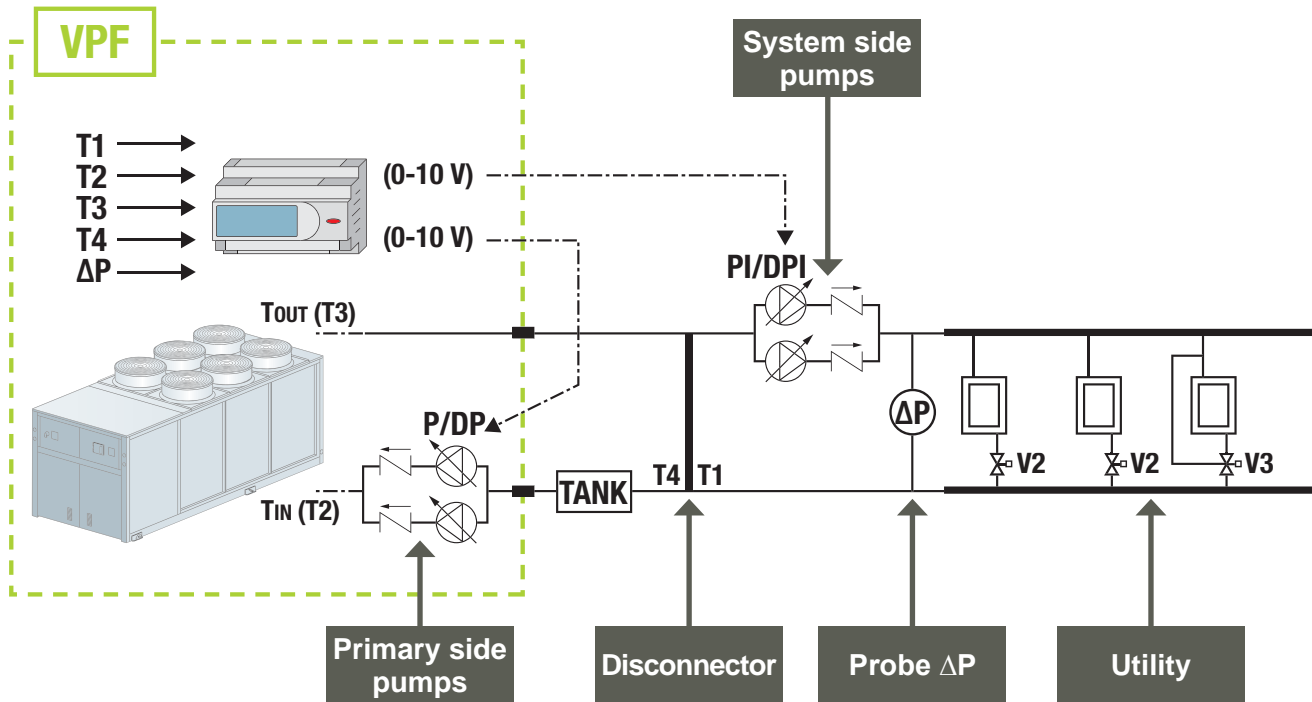 VPF
System side
pumps
T1
T2
T3
T4
ΔP
(0-10 V)
(0-10 V)
PI/DPI
TOUT (T3)
P/DP
ΔP
V2
V2
V3
TANK
T4
T1
TIN (T2)
Primary side
pumps
Disconnector
Probe ΔP
Utility